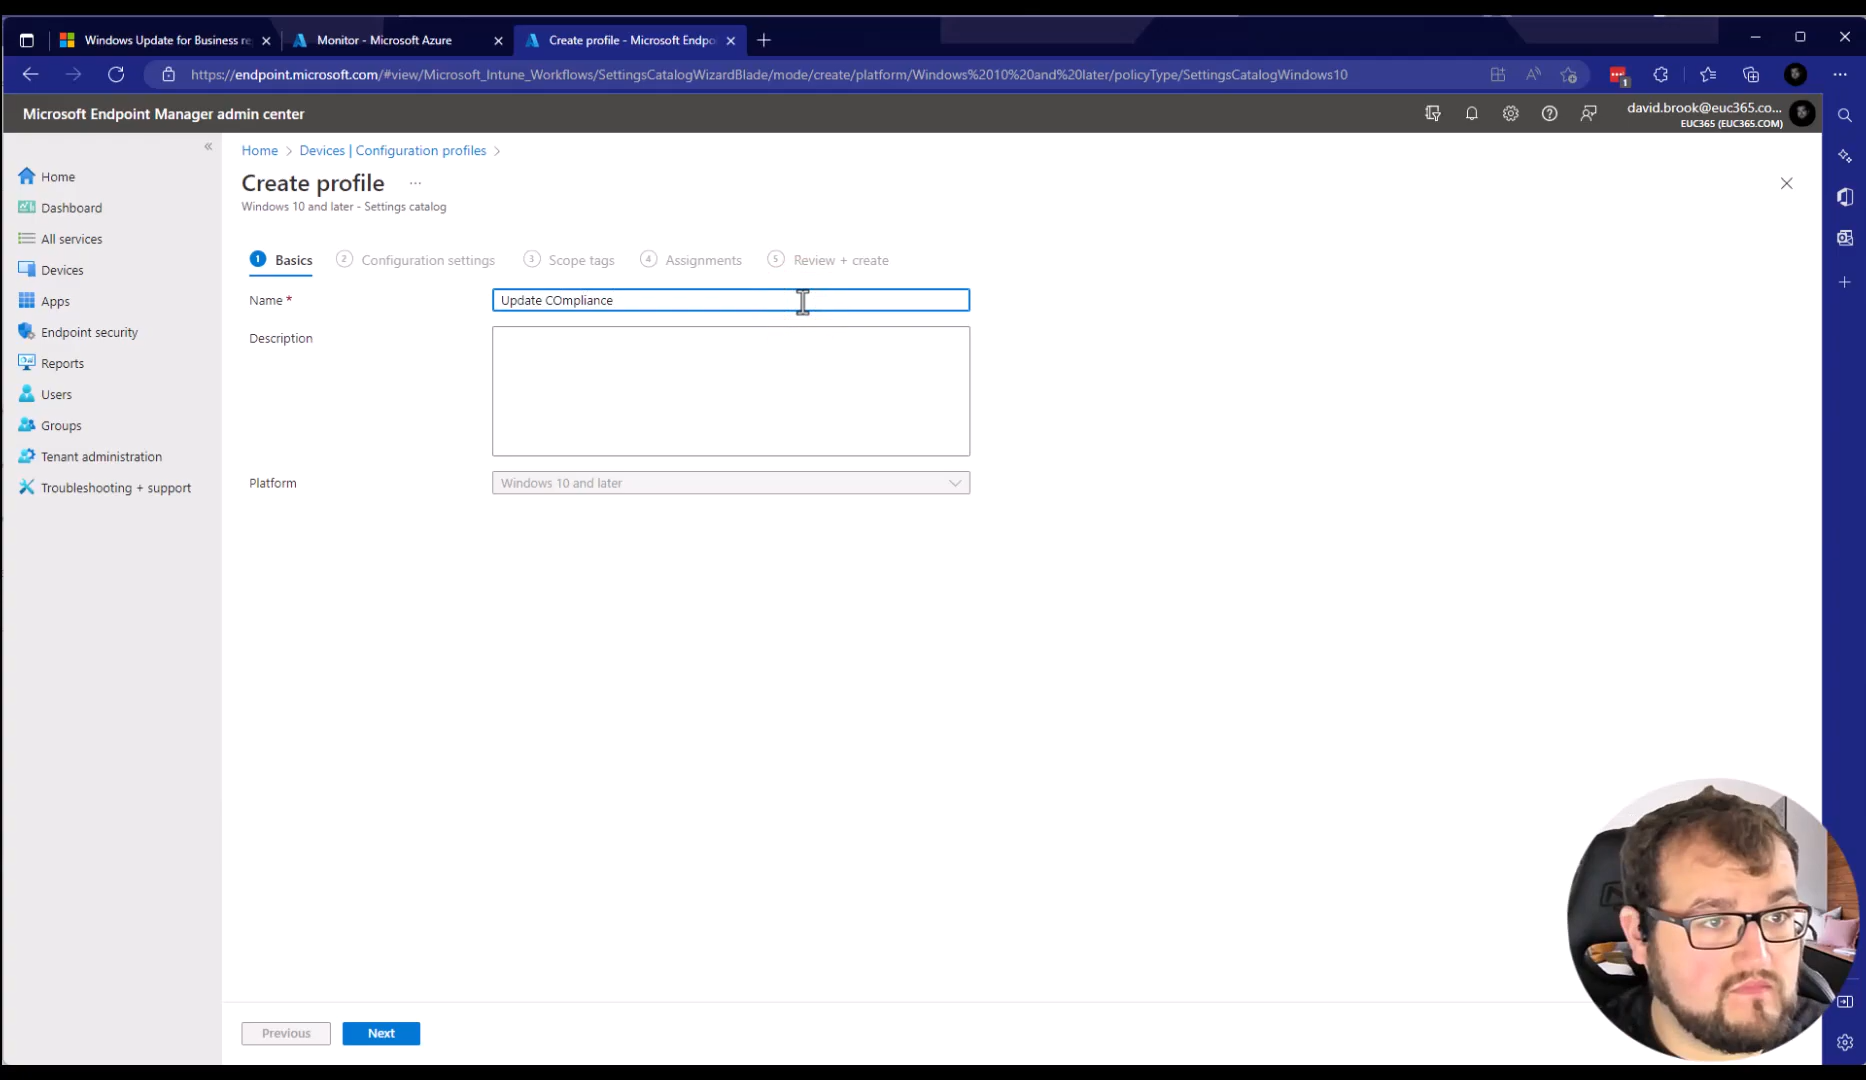 Windows Update for Business re
Monitor - Microsoft Azure
Create profile - Microsoft Endpo
https://endpoint.microsoft.com/#view/Microsoft_Intune_Workflows/SettingsCatalogWizardBlade/mode/create/platform/Windows%2010%20and%20later/policyType/SettingsCatalogWindows10
1
Microsoft Endpoint Manager admin center
david.brook@euc365.co...
EUC365 (EUC365.COM)
Home > Devices | Configuration profiles >
Create profile ...
Windows 10 and later - Settings catalog
Home
Dashboard
All services
Devices
Apps
Endpoint security
Reports
Users
Groups
Tenant administration
Troubleshooting + support
1 Basics
2 Configuration settings
3 Scope tags
4 Assignments
5 Review + create
Name *
Update COmpliance
Description
Platform
Windows 10 and later
Previous
Next